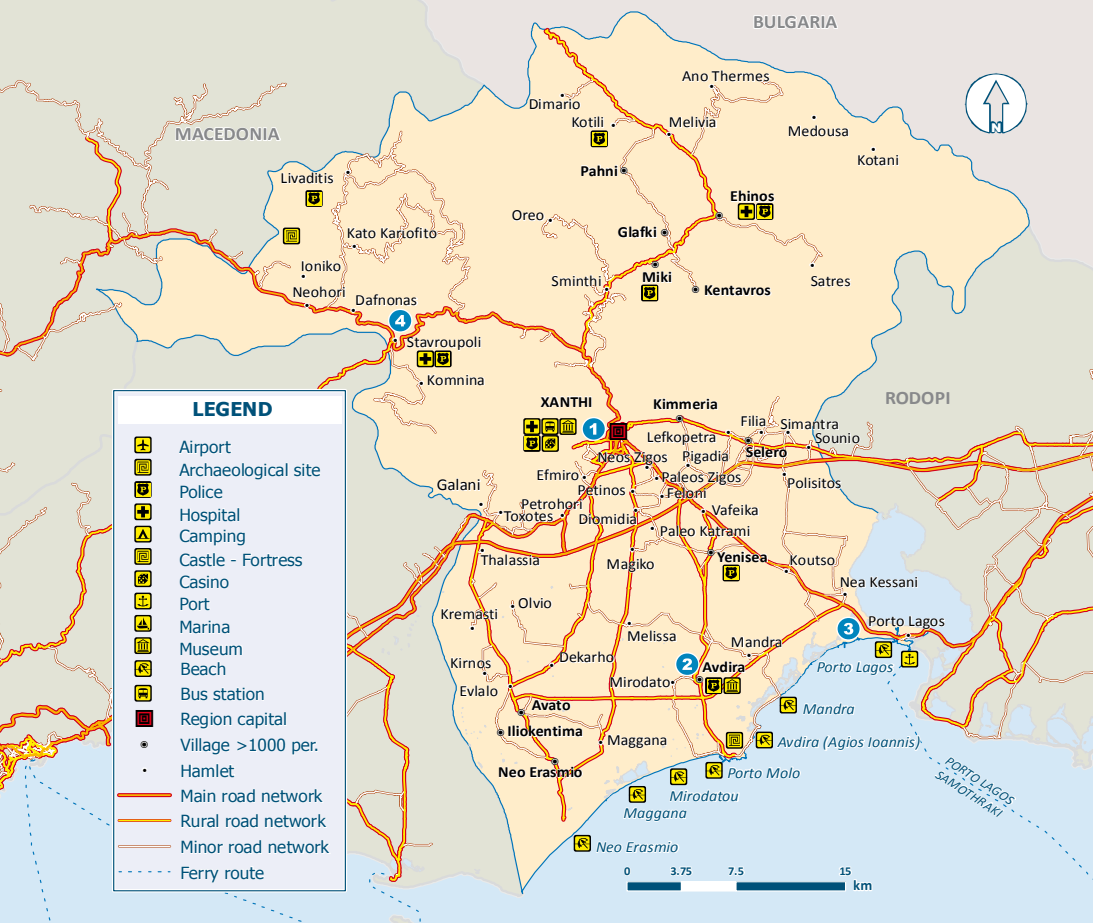 BULGARIA
Ano Thermes
Dimario
Kotili
Melivia
MACEDONIA
Medousa
N
Kotani
Pahni
Livaditis
Ehinos
Oreo
Glafki
Kato Kariofito
Ioniko
Sminthi
Miki
Satres
Neohori
Dafnonas
Kentavros
4
Stavroupoli
Komnina
RODOPI
XANTHI
Kimmeria
1
Filia
Simantra
Lefkopetra
Sounio
Selero
Neos Zigos
Pigadia
Efmiro
Paleos Zigos
Polisitos
Galani
Petinos
Feloni
Petrohori
Toxotes
Diomidia
Vafeika
Paleo Katrami
Thalassia
Magiko
Yenisea
Koutso
Nea Kessani
Kremasti
Olvio
Porto Lagos
3
Melissa
Mandra
Kirnos
Dekarho
2
Avdira
Porto Lagos
Evlalo
Mirodato
Avato
Mandra
Iliokentima
Maggana
Avdira (Agios Ioannis)
Neo Erasmio
Porto Molo
PORTO LAGOS
SAMOTHRAKI
Mirodatou
Maggana
Neo Erasmio
0 3.75 7.5 15
km
LEGEND
Airport
Archaeological site
Police
Hospital
Camping
Castle - Fortress
Casino
Port
Marina
Museum
Beach
Bus station
Region capital
Village >1000 per.
Hamlet
Main road network
Rural road network
Minor road network
Ferry route